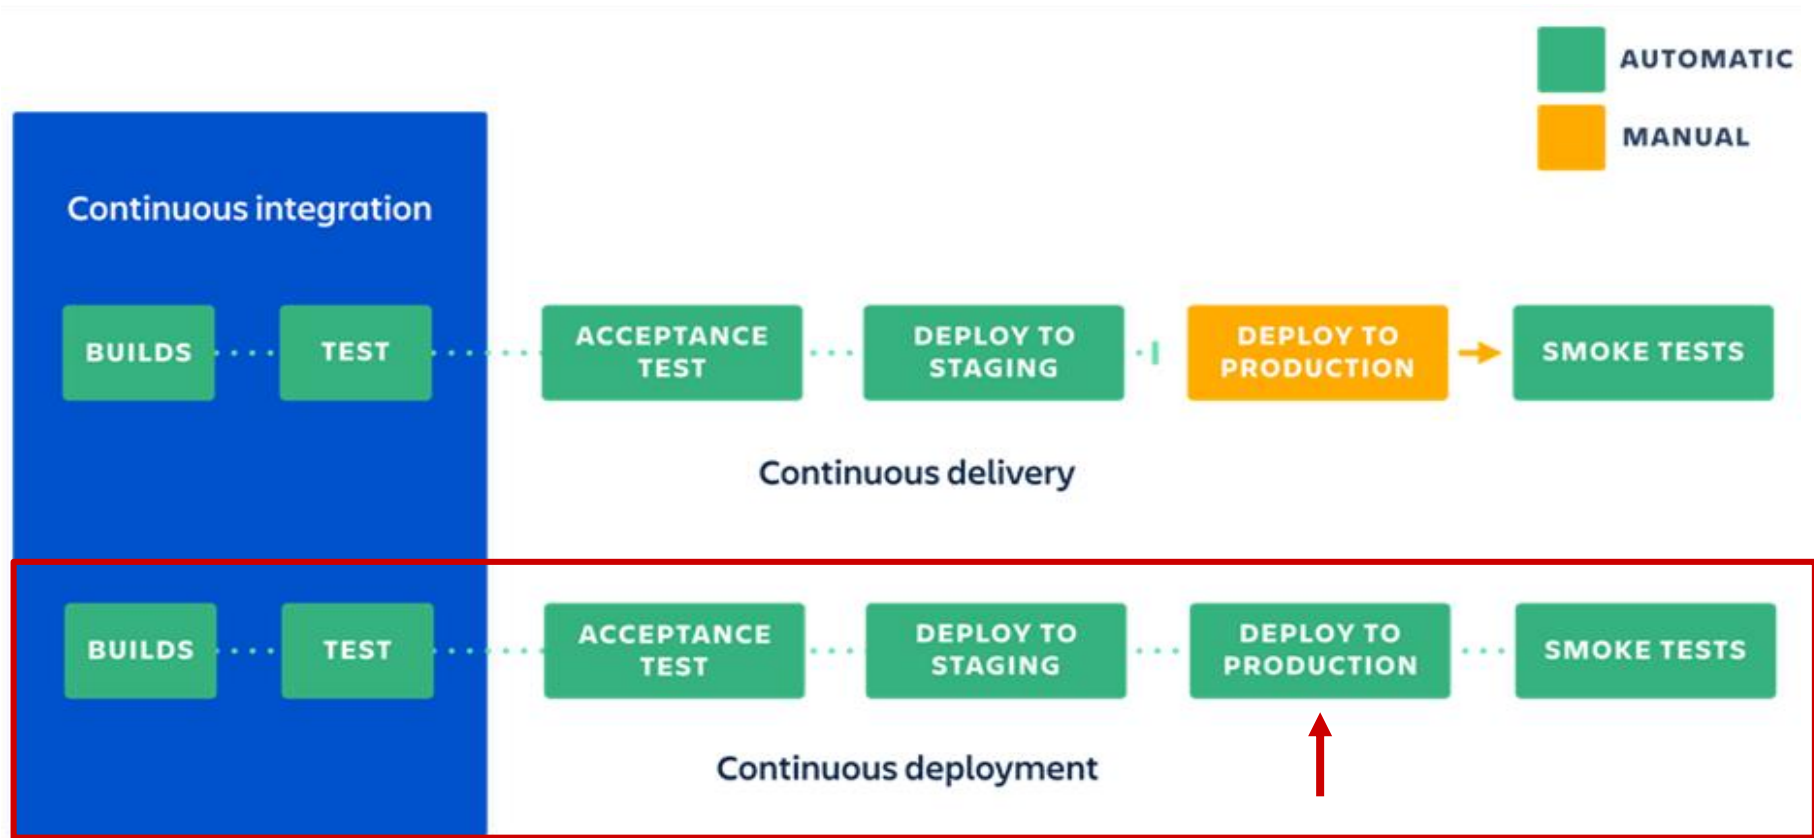 AUTOMATIC
MANUAL
Continuous integration
BUILDS
TEST
ACCEPTANCE
TEST
DEPLOY TO
STAGING
DEPLOY TO
PRODUCTION
SMOKE TESTS
Continuous delivery
BUILDS
TEST
ACCEPTANCE
TEST
DEPLOY TO
STAGING
DEPLOY TO
PRODUCTION
SMOKE TESTS
Continuous deployment